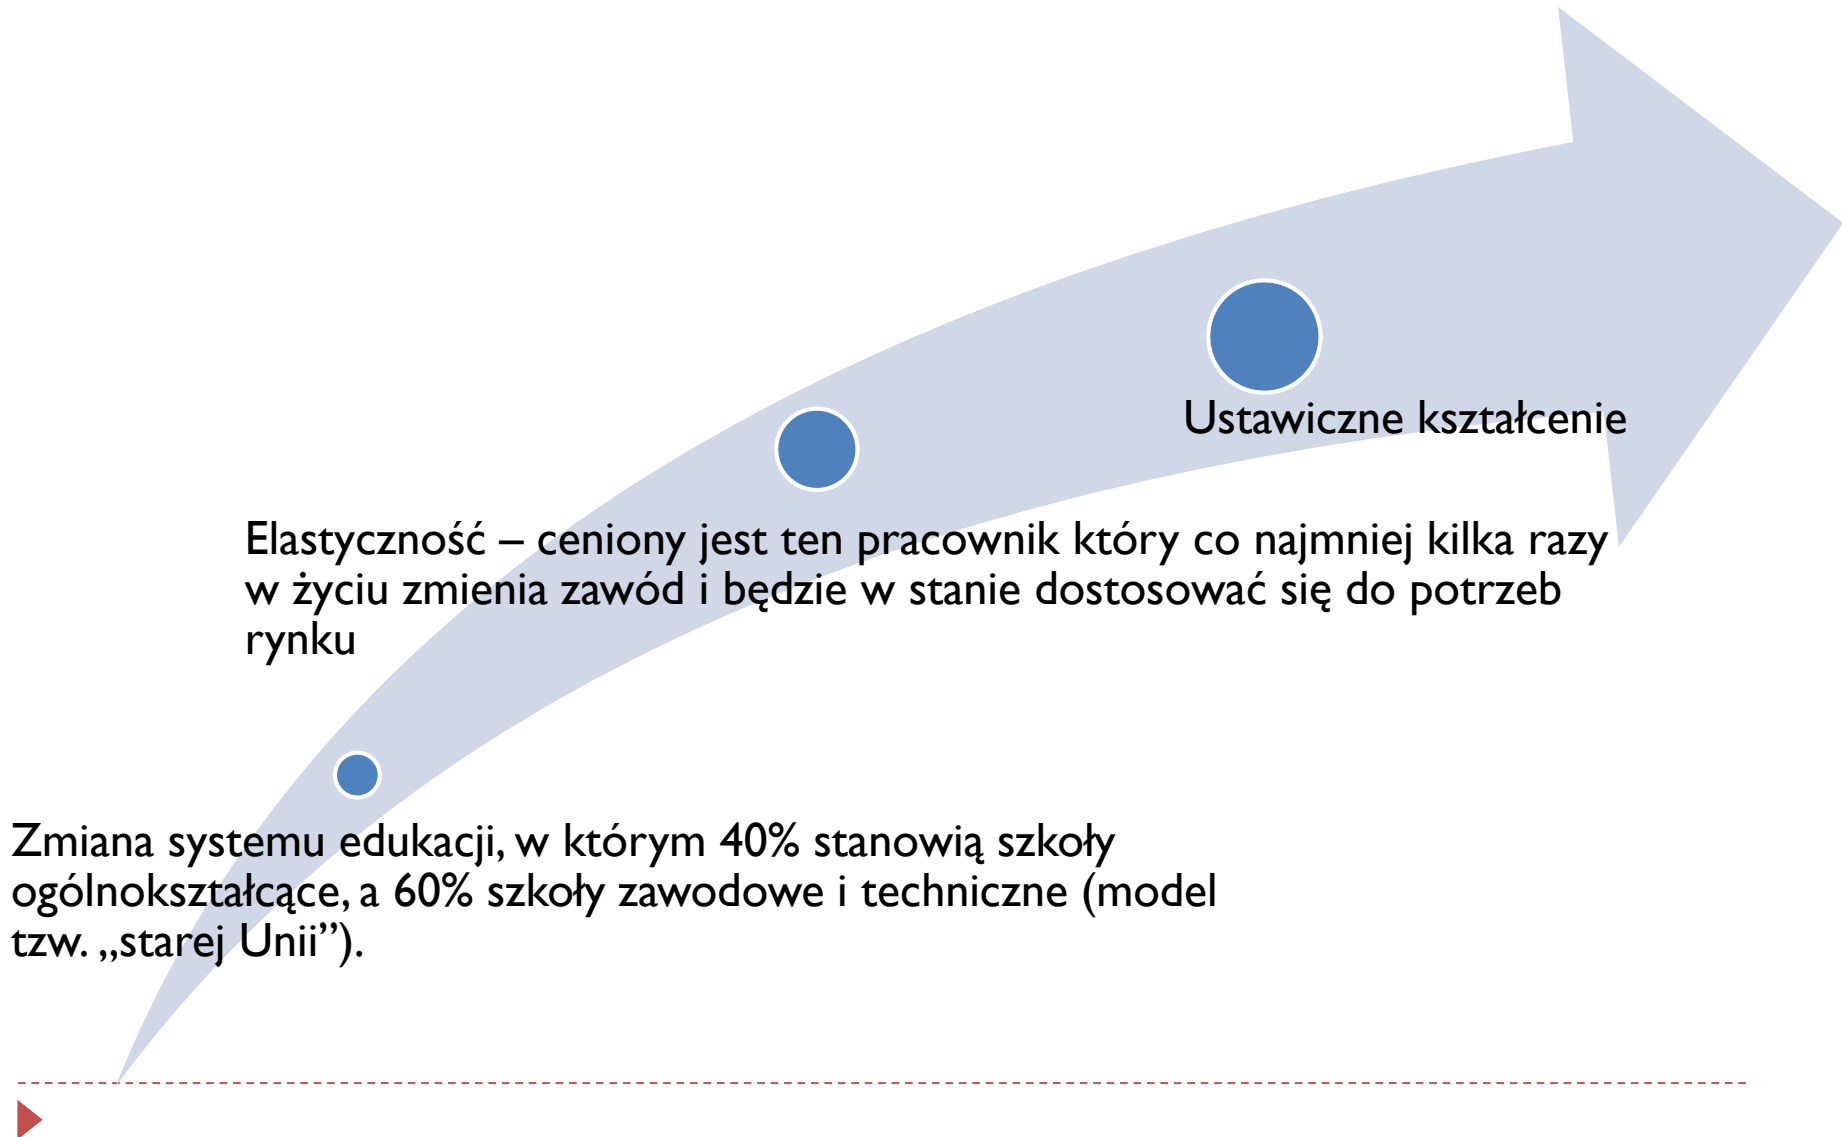 Ustawiczne kształcenie
Elastyczność – ceniony jest ten pracownik który co najmniej kilka razy
w życiu zmienia zawód i będzie w stanie dostosować się do potrzeb
rynku
Zmiana systemu edukacji, w którym 40% stanowią szkoły
ogólnokształcące, a 60% szkoły zawodowe i techniczne (model
tzw. „starej Unii”).